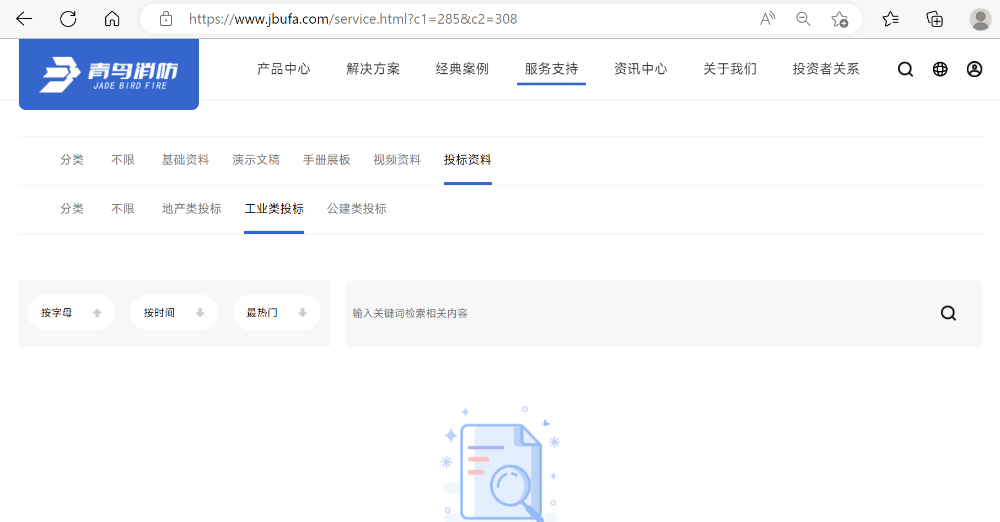 https://www.jbufa.com/service.html?c1=285&c2=308
青鸟消防
JADE BIRD FIRE
产品中心 解决方案 经典案例 服务支持 资讯中心 关于我们 投资者关系
分类 不限 基础资料 演示文稿 手册展板 视频资料 投标资料
分类 不限 地产类投标 工业类投标 公建类投标
按字母 按时间 最热门 输入关键词检索相关内容